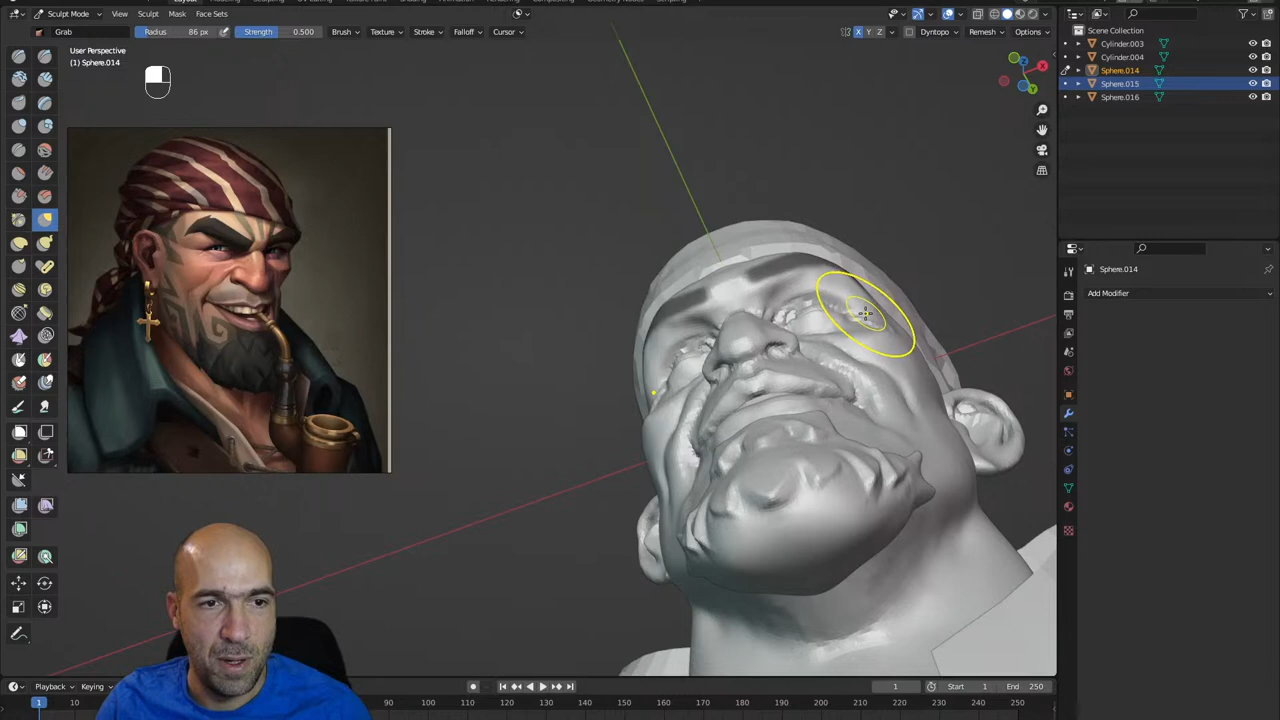 Sculpt Mode View Sculpt Mask Face Sets
Grab Radius 86 px Strength 0.500 Brush Texture Stroke Falloff Cursor X Y Z Dyntopo Remesh Options
User Perspective
(1) Sphere.014
X
Y
Z
Scene Collection
Cylinder.003
Cylinder.004
Sphere.014
Sphere.015
Sphere.016
Sphere.014
Add Modifier
Playback Keying 1 Start 1 End 250
1 10 100 110 120 130 140 150 160 170 180 190 200 210 220 230 240 250